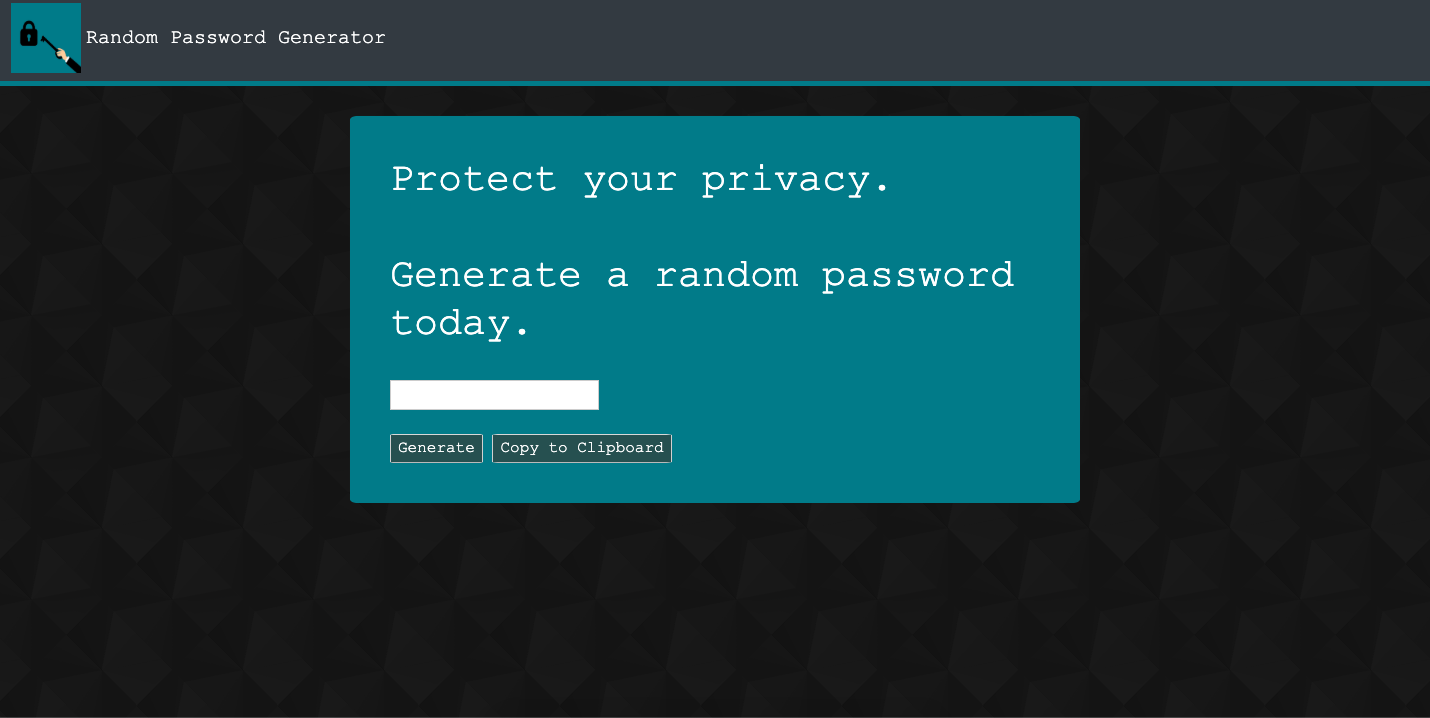 Random Password Generator
Protect your privacy.
Generate a random password
today.
Generate
Copy to Clipboard